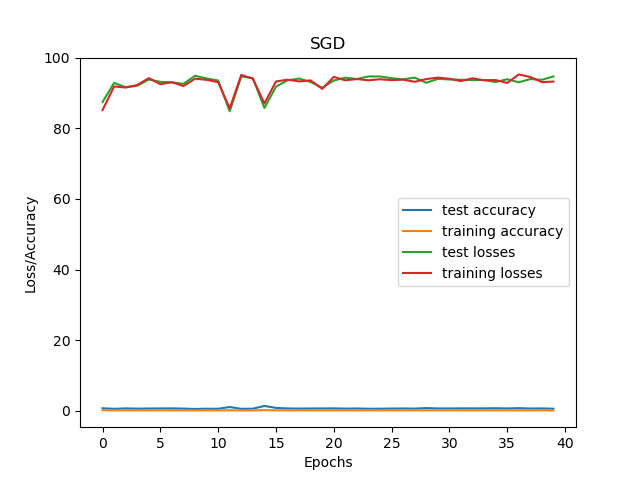 SGD
Loss/Accuracy
100
80
60
40
20
0
test accuracy
training accuracy
test losses
training losses
0 5 10 15 20 25 30 35 40
Epochs